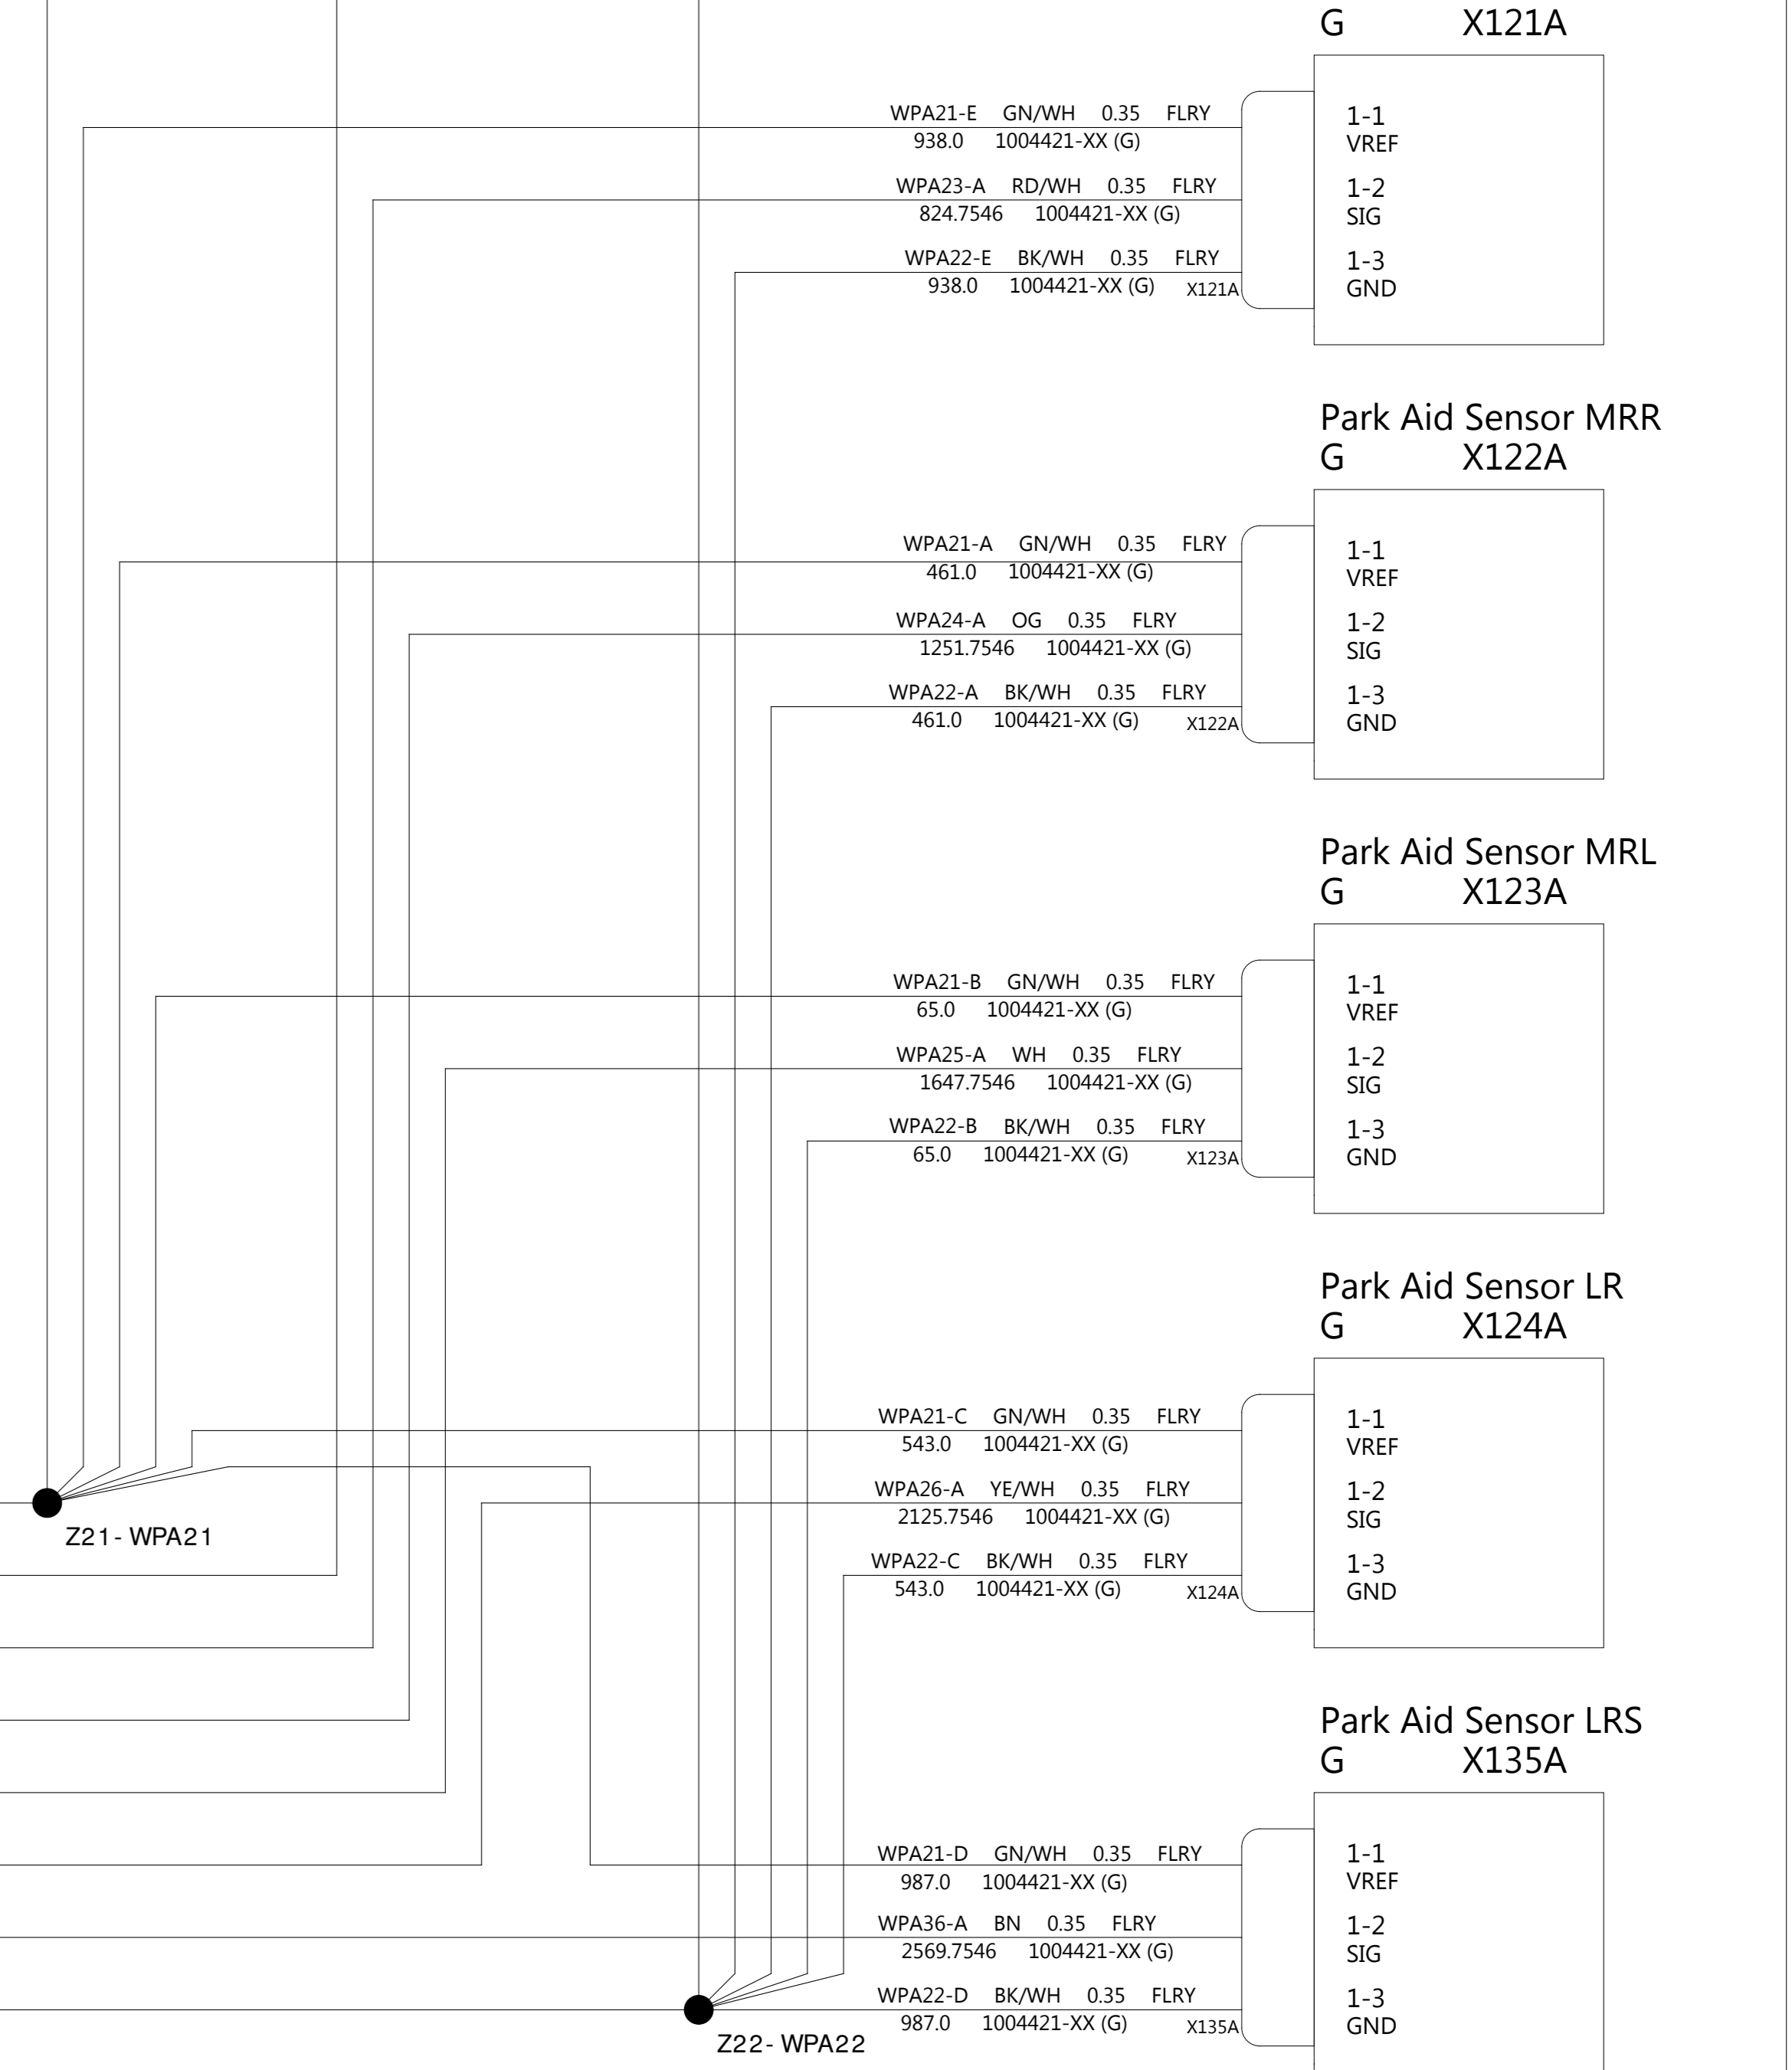 G X121A
WPA21-E GN/WH 0.35 FLRY
938.0 1004421-XX (G)
1-1
VREF
WPA23-A RD/WH 0.35 FLRY
824.7546 1004421-XX (G)
1-2
SIG
WPA22-E BK/WH 0.35 FLRY
938.0 1004421-XX (G) X121A
1-3
GND
Park Aid Sensor MRR
G X122A
WPA21-A GN/WH 0.35 FLRY
461.0 1004421-XX (G)
1-1
VREF
WPA24-A OG 0.35 FLRY
1251.7546 1004421-XX (G)
1-2
SIG
WPA22-A BK/WH 0.35 FLRY
461.0 1004421-XX (G) X122A
1-3
GND
Park Aid Sensor MRL
G X123A
WPA21-B GN/WH 0.35 FLRY
65.0 1004421-XX (G)
1-1
VREF
WPA25-A WH 0.35 FLRY
1647.7546 1004421-XX (G)
1-2
SIG
WPA22-B BK/WH 0.35 FLRY
65.0 1004421-XX (G) X123A
1-3
GND
Park Aid Sensor LR
G X124A
WPA21-C GN/WH 0.35 FLRY
543.0 1004421-XX (G)
1-1
VREF
WPA26-A YE/WH 0.35 FLRY
2125.7546 1004421-XX (G)
1-2
SIG
Z21-WPA21
WPA22-C BK/WH 0.35 FLRY
543.0 1004421-XX (G) X124A
1-3
GND
Park Aid Sensor LRS
G X135A
WPA21-D GN/WH 0.35 FLRY
987.0 1004421-XX (G)
1-1
VREF
WPA36-A BN 0.35 FLRY
2569.7546 1004421-XX (G)
1-2
SIG
WPA22-D BK/WH 0.35 FLRY
987.0 1004421-XX (G) X135A
1-3
GND
Z22-WPA22